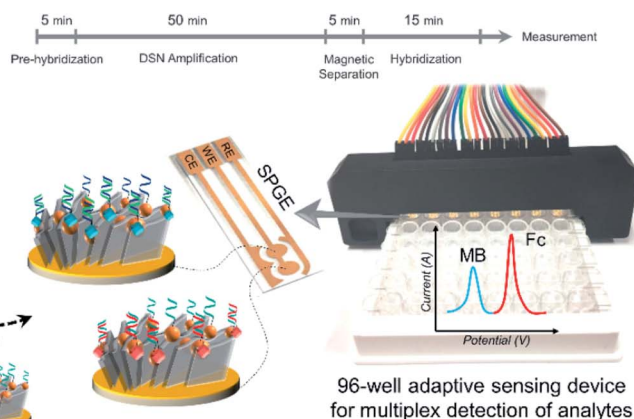 5 min
50 min
5 min
15 min
Measurement
Pre-hybridization
DSN Amplification
Magnetic
Separation
Hybridization
CE
WE
RE
SPGE
MB
Fc
Current (A)
Potential (V)
96-well adaptive sensing device
for multiplex detection of analytes